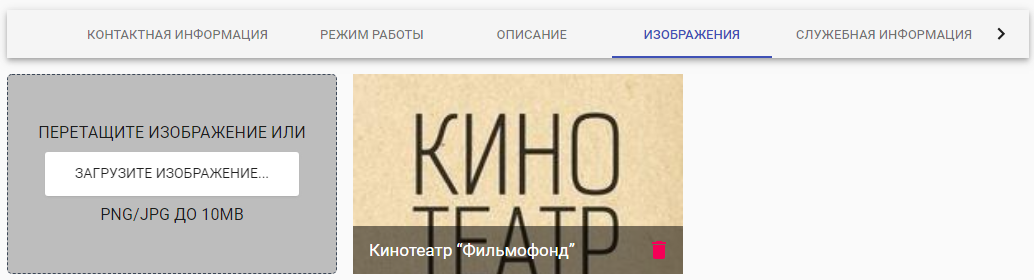 КОНТАКТНАЯ ИНФОРМАЦИЯ РЕЖИМ РАБОТЫ ОПИСАНИЕ ИЗОБРАЖЕНИЯ СЛУЖЕБНАЯ ИНФОРМАЦИЯ
ПЕРЕТАЩИТЕ ИЗОБРАЖЕНИЕ ИЛИ
ЗАГРУЗИТЕ ИЗОБРАЖЕНИЕ...
PNG/JPG ДО 10MB
КИНО
ТЕАТР
Кинотеатр “Фильмофонд”